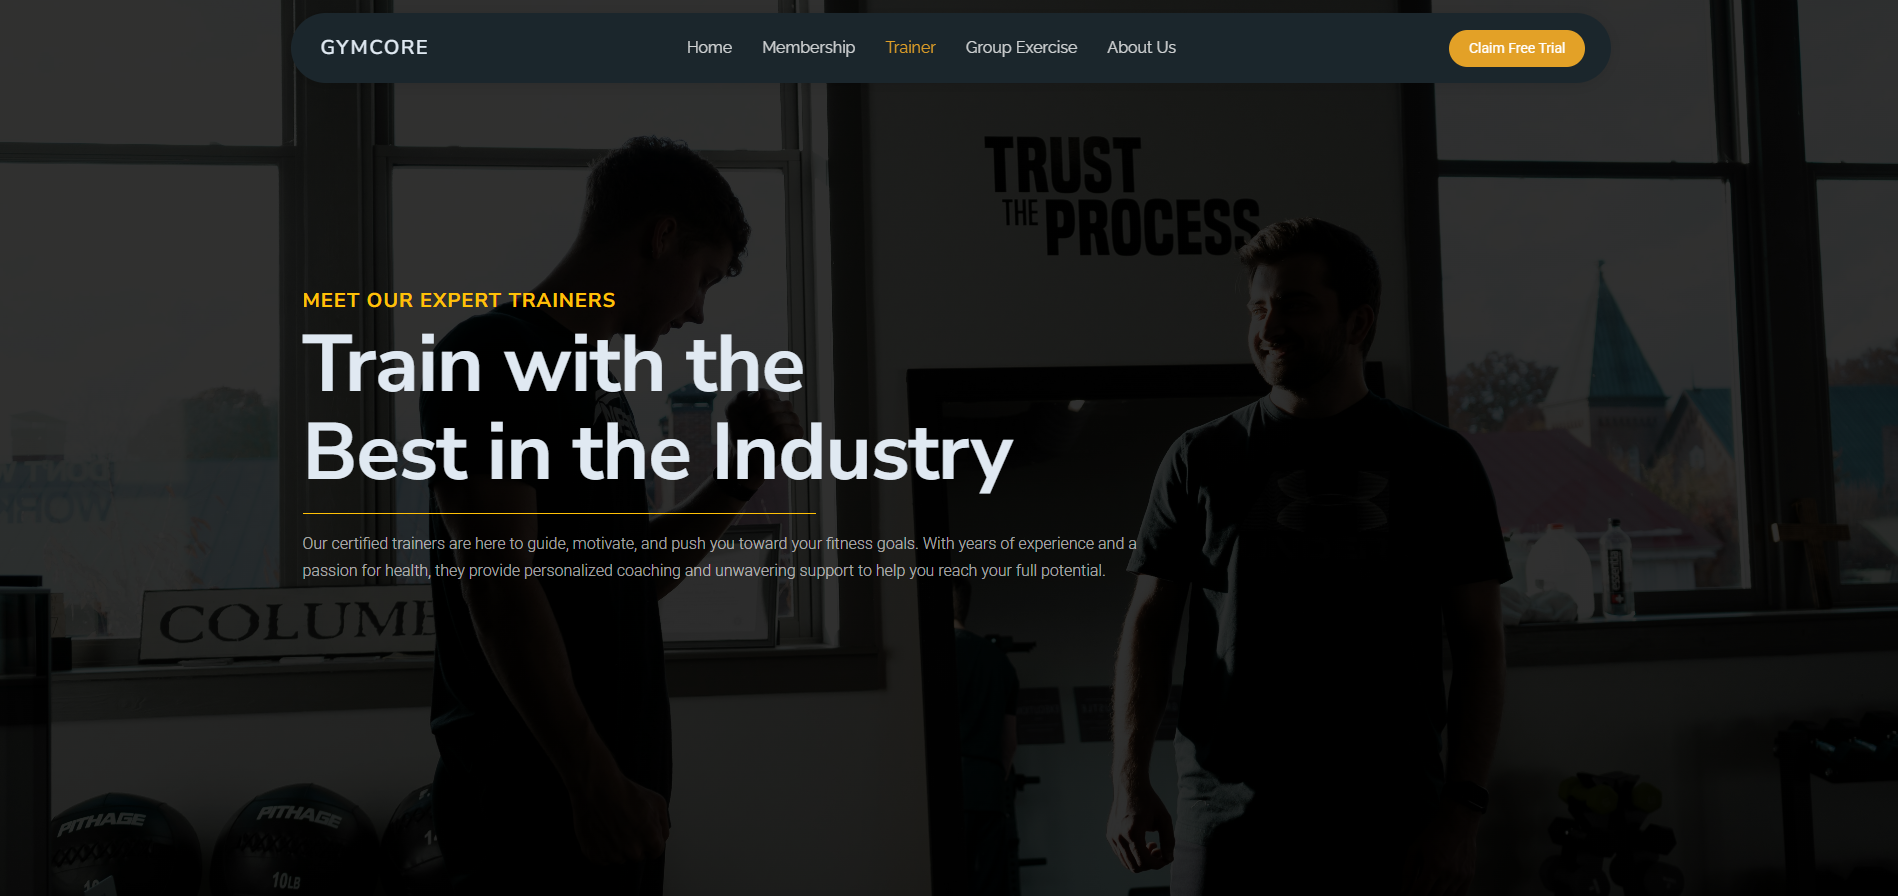 GYMCORE
Home Membership Trainer Group Exercise About Us
Claim Free Trial
TRUST
THE PROCESS
MEET OUR EXPERT TRAINERS
Train with the
Best in the Industry
Our certified trainers are here to guide, motivate, and push you toward your fitness goals. With years of experience and a
passion for health, they provide personalized coaching and unwavering support to help you reach your full potential.
PITHAGE
PITHAGE
10LB